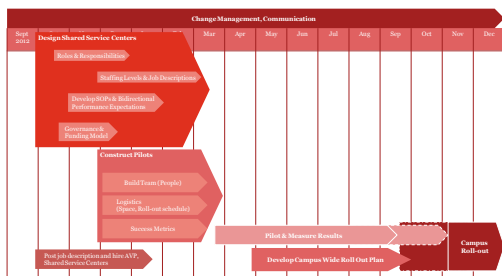 Change Management, Communication
Sept
2012
Mar
Apr
May
Jun
Jul
Aug
Sep
Oct
Nov
Dec
Design Shared Service Centers
Roles & Responsibilities
Staffing Levels & Job Descriptions
Develop SOPs & Bidirectional
Performance Expectations
Governance &
Funding Model
Construct Pilots
Build Team (People)
Logistics
(Space, Roll-out schedule)
Success Metrics
Pilot & Measure Results
Campus
Roll-out
Post job description and hire AVP,
Shared Service Centers
Develop Campus Wide Roll Out Plan